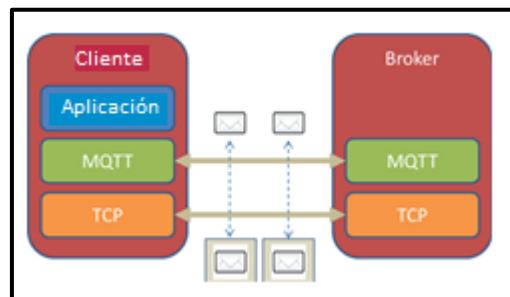 Cliente
Aplicación
MQTT
TCP
Broker
MQTT
TCP